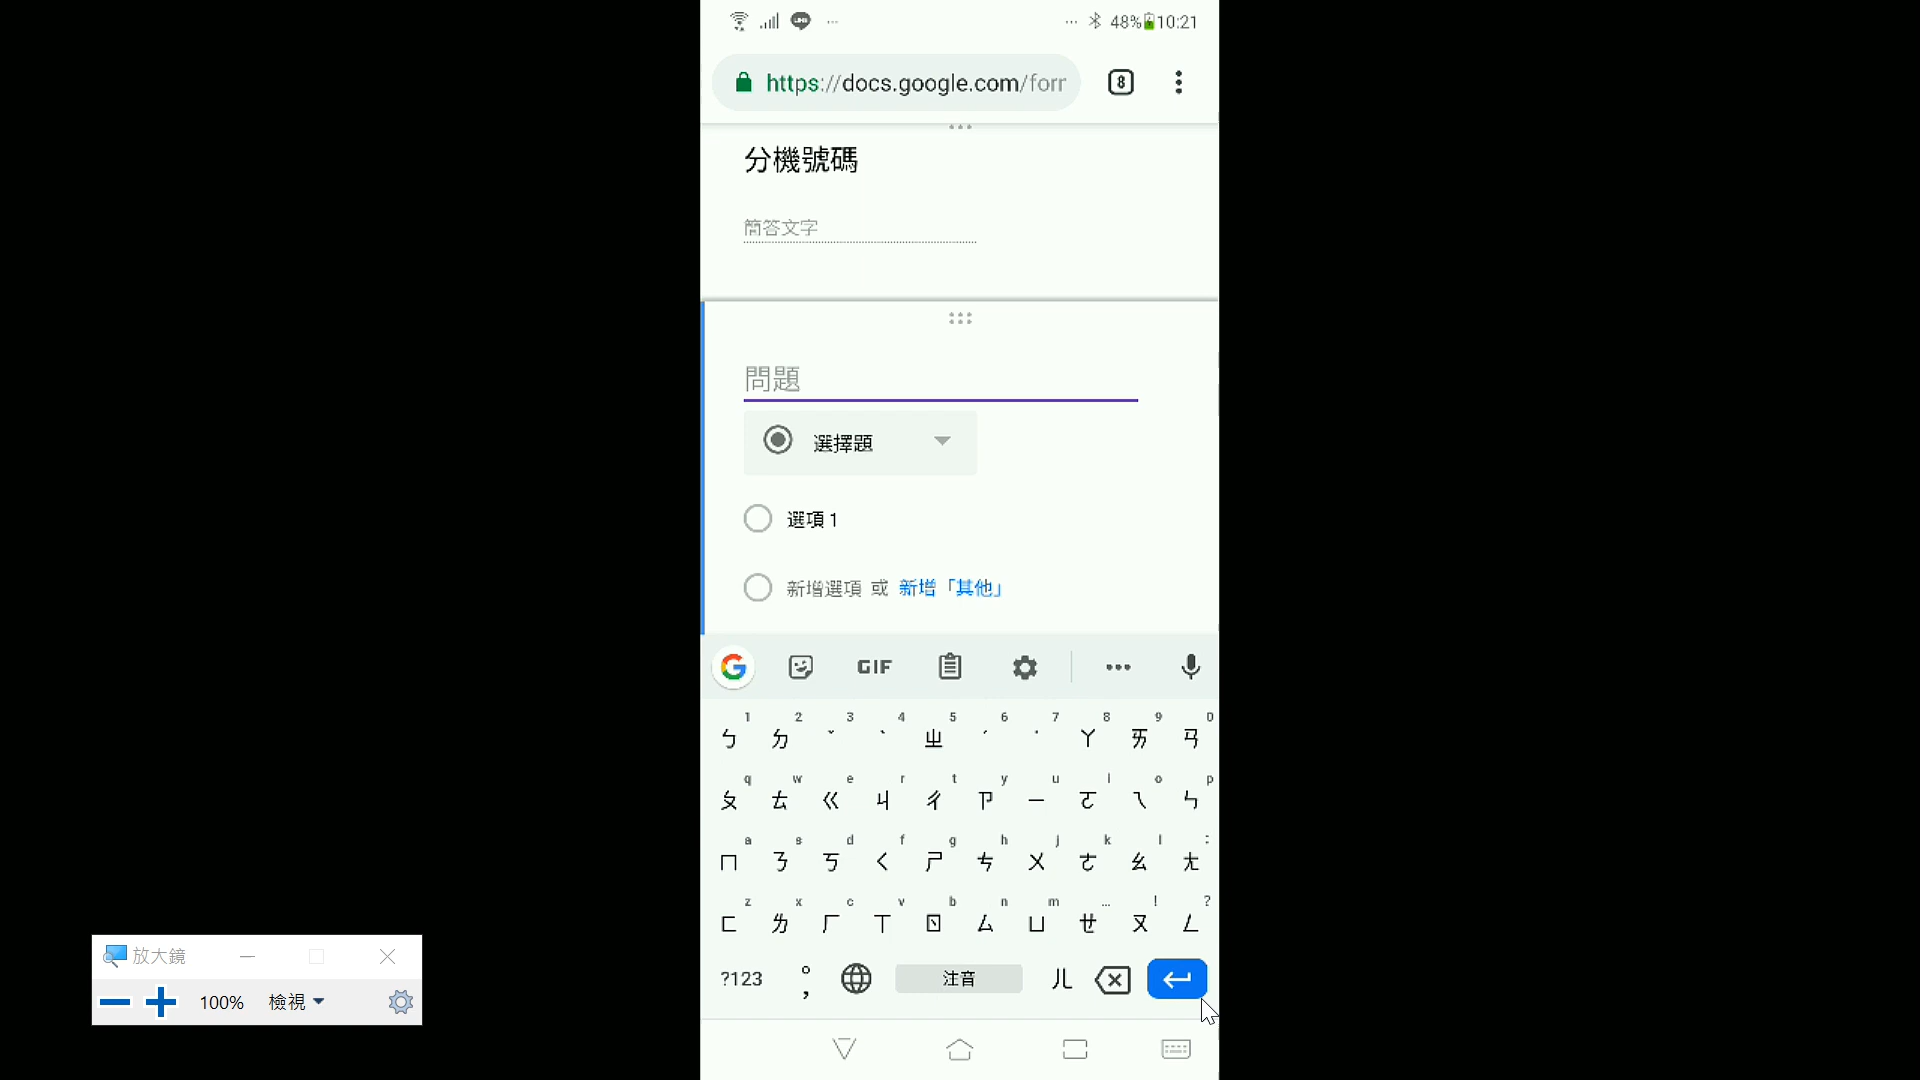 LINE ... ... 48% 10:21
https://docs.google.com/forr 8
分機號碼
簡答文字
問題
選擇題
選項 1
新增選項 或 新增「其他」
G GIF
1 2 3 4 5 6 7 8 9 0
ㄅ ㄉ ˇ ˋ ㄓ ˊ ˙ ㄚ ㄞ ㄢ
q w e r t y u i o p
ㄆ ㄊ ㄍ ㄐ ㄔ ㄗ ㄧ ㄛ ㄟ ㄣ
a s d f g h j k l :
ㄇ ㄋ ㄎ ㄑ ㄕ ㄘ ㄨ ㄜ ㄠ ㄤ
z x c v b n m ... ! ?
ㄈ ㄌ ㄏ ㄒ ㄖ ㄙ ㄩ ㄝ ㄡ ㄥ
?123 ° , 注音 ㄦ
放大鏡
100% 檢視